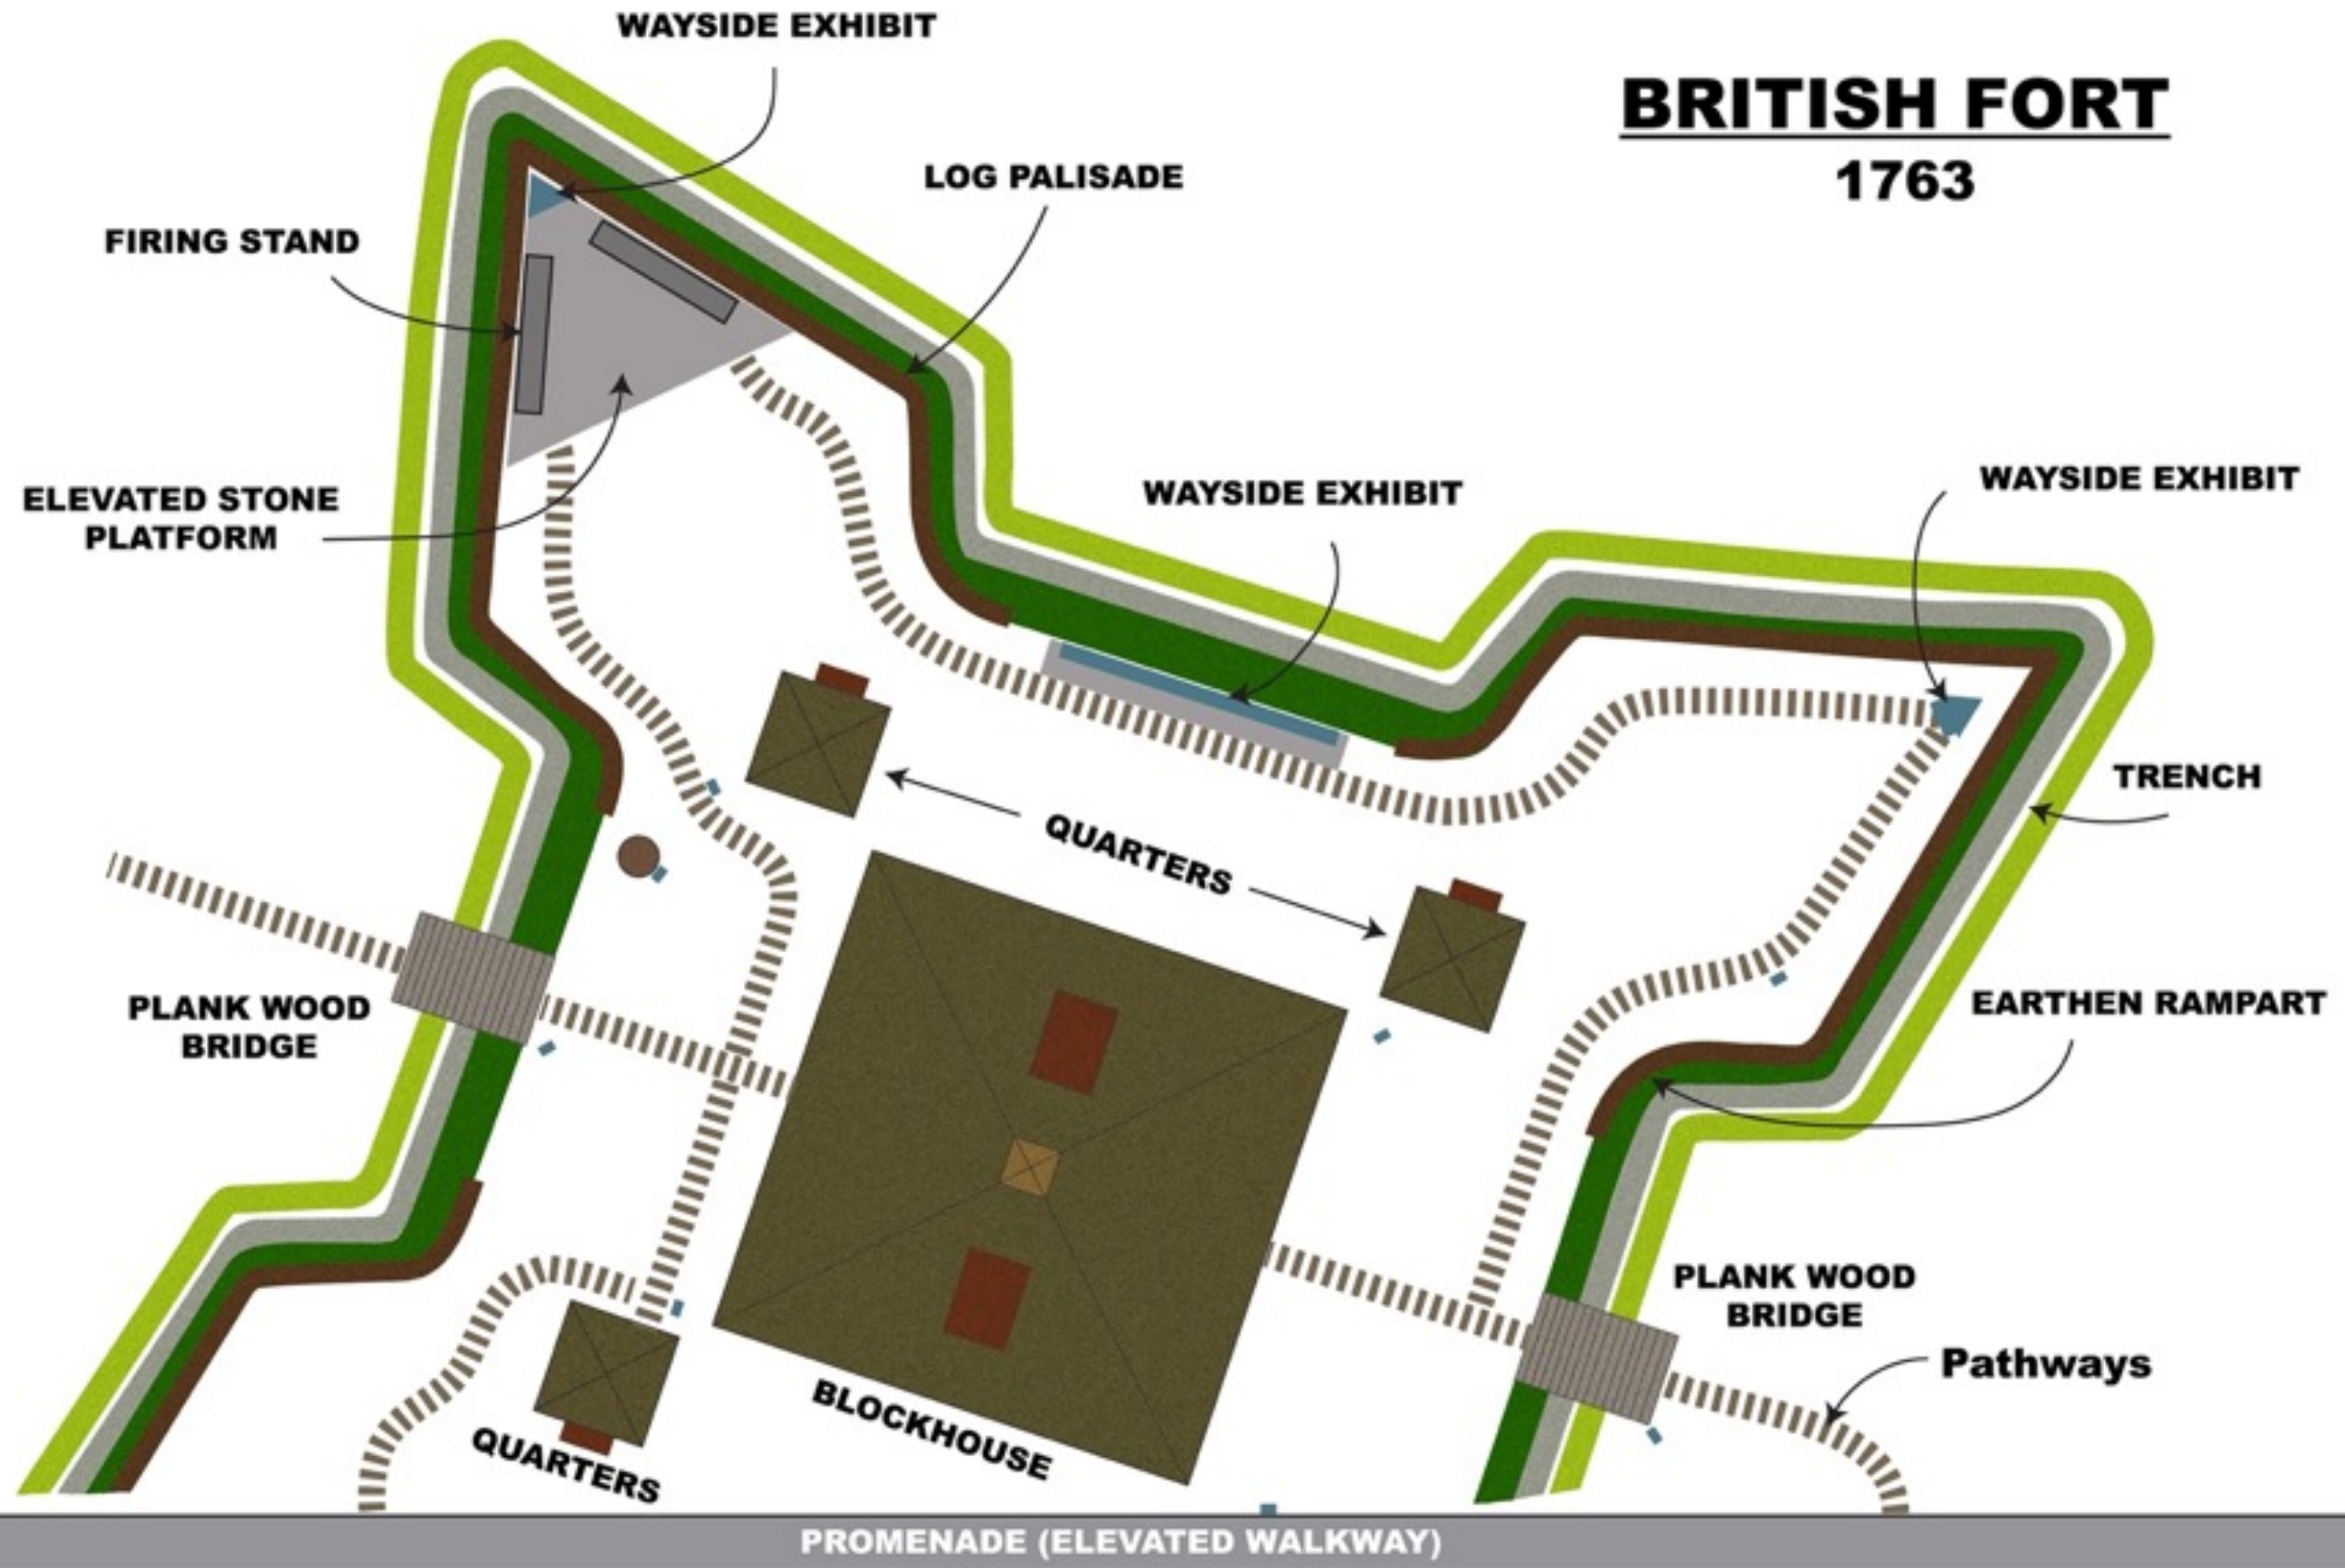 WAYSIDE EXHIBIT
BRITISH FORT
1763
LOG PALISADE
FIRING STAND
WAYSIDE EXHIBIT
WAYSIDE EXHIBIT
ELEVATED STONE
PLATFORM
TRENCH
QUARTERS
EARTHEN RAMPART
PLANK WOOD
BRIDGE
PLANK WOOD
BRIDGE
Pathways
BLOCKHOUSE
QUARTERS
PROMENADE (ELEVATED WALKWAY)